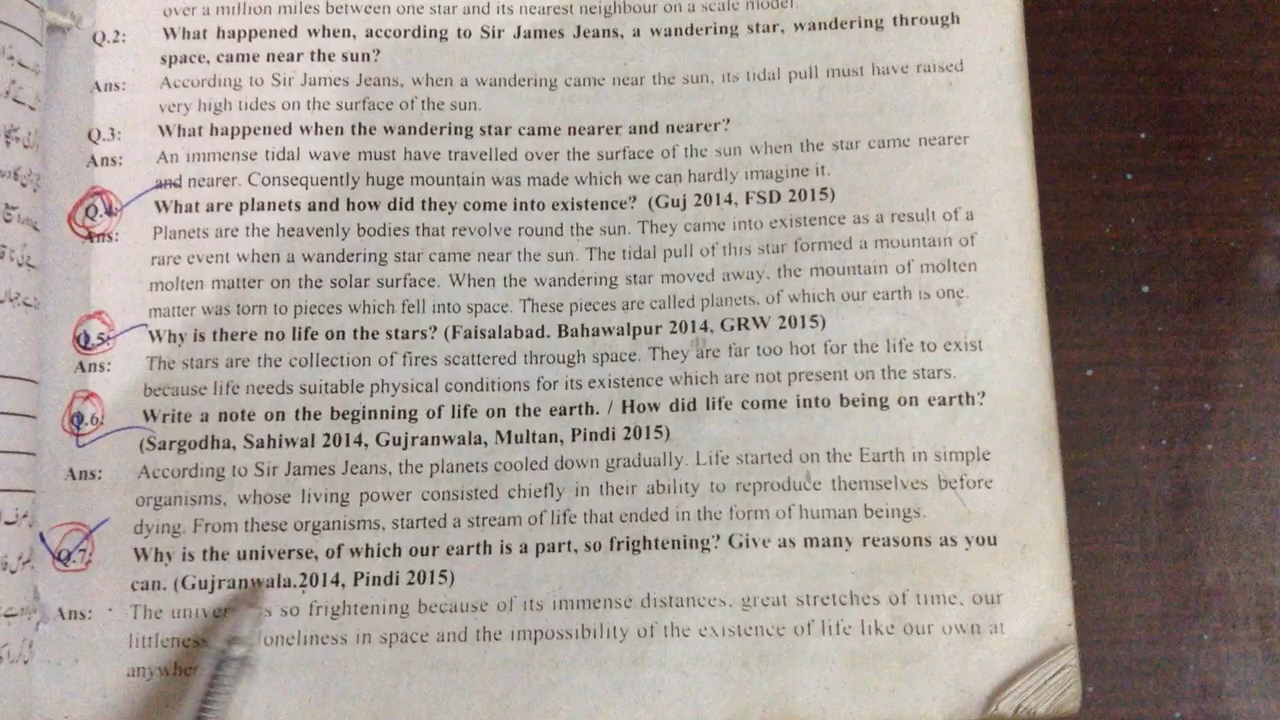 over a million miles between one star and its nearest neighbour on a scale model.
Q.2: What happened when, according to Sir James Jeans, a wandering star, wandering through
space, came near the sun?
Ans: According to Sir James Jeans, when a wandering came near the sun, its tidal pull must have raised
very high tides on the surface of the sun.
Q.3: What happened when the wandering star came nearer and nearer?
Ans: An immense tidal wave must have travelled over the surface of the sun when the star came nearer
and nearer. Consequently huge mountain was made which we can hardly imagine it.
Q.4: What are planets and how did they come into existence? (Guj 2014, FSD 2015)
Ans: Planets are the heavenly bodies that revolve round the sun. They came into existence as a result of a
rare event when a wandering star came near the sun. The tidal pull of this star formed a mountain of
molten matter on the solar surface. When the wandering star moved away, the mountain of molten
matter was torn to pieces which fell into space. These pieces are called planets, of which our earth is one.
Q.5: Why is there no life on the stars? (Faisalabad. Bahawalpur 2014, GRW 2015)
Ans: The stars are the collection of fires scattered through space. They are far too hot for the life to exist
because life needs suitable physical conditions for its existence which are not present on the stars.
Q.6: Write a note on the beginning of life on the earth. / How did life come into being on earth?
(Sargodha, Sahiwal 2014, Gujranwala, Multan, Pindi 2015)
Ans: According to Sir James Jeans, the planets cooled down gradually. Life started on the Earth in simple
organisms, whose living power consisted chiefly in their ability to reproduce themselves before
dying. From these organisms, started a stream of life that ended in the form of human beings.
Q.7: Why is the universe, of which our earth is a part, so frightening? Give as many reasons as you
can. (Gujranwala.2014, Pindi 2015)
Ans: The so frightening because of its immense distances, great stretches of time, our
loneliness in space and the impossibility of the existence of life like our own at